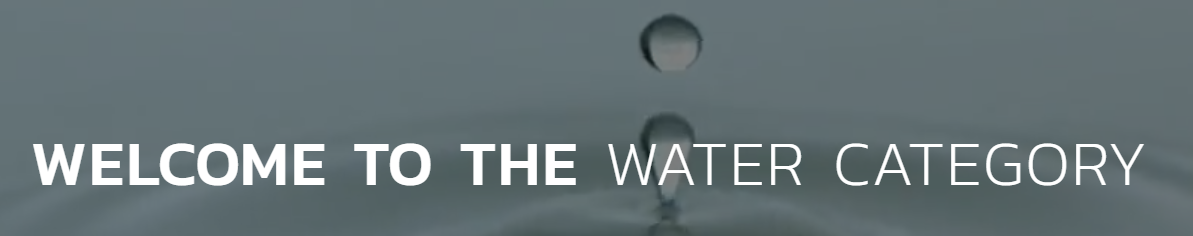 WELCOME TO THE WATER CATEGORY